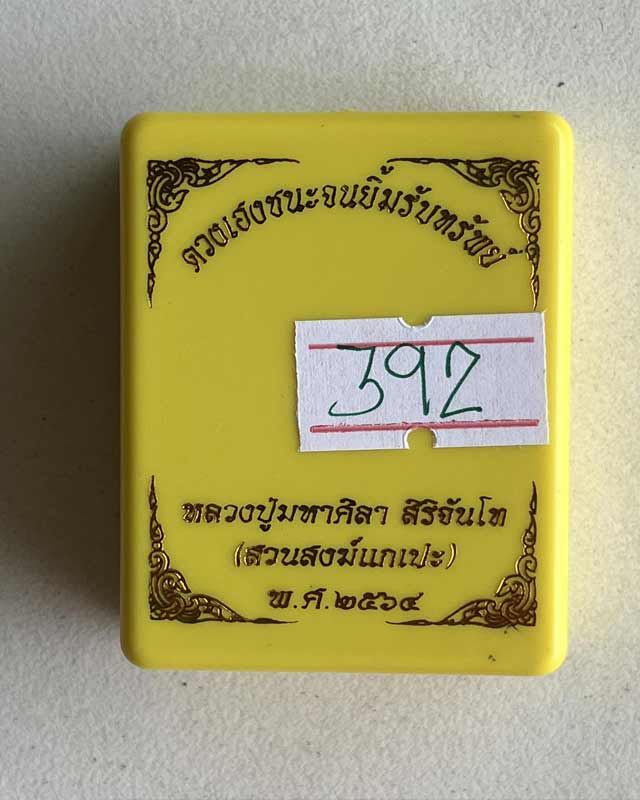 ดวงเฮงชนะจนยิ้มรับทรัพย์
392
หลวงปู่มหาศิลา สิริจันโท
(สวนสงฆ์แกเปะ)
พ.ศ.๒๕๖๔